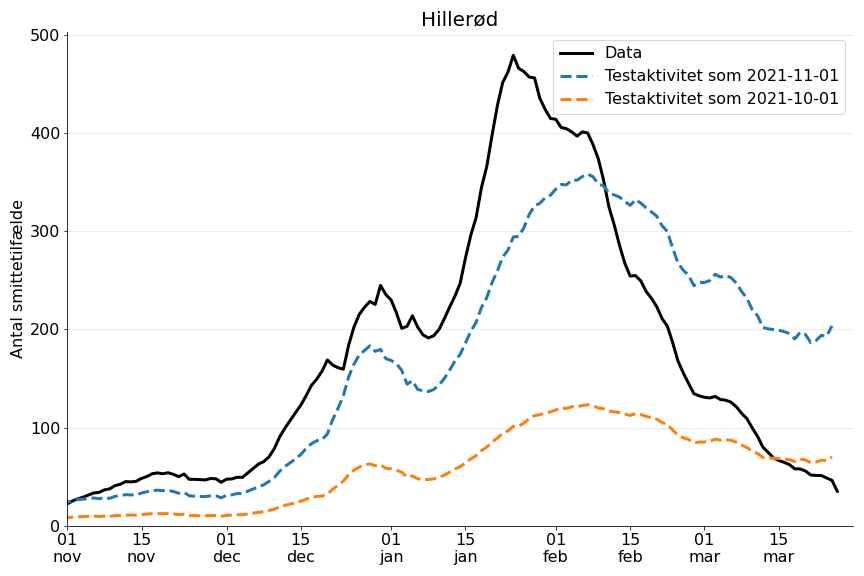 Hillerød
Data
Testaktivitet som 2021-11-01
Testaktivitet som 2021-10-01
Antal smittetilfælde
500
400
300
200
100
0
01 15 01 15 01 15 01 15 01 15
nov nov dec dec jan jan feb feb mar mar